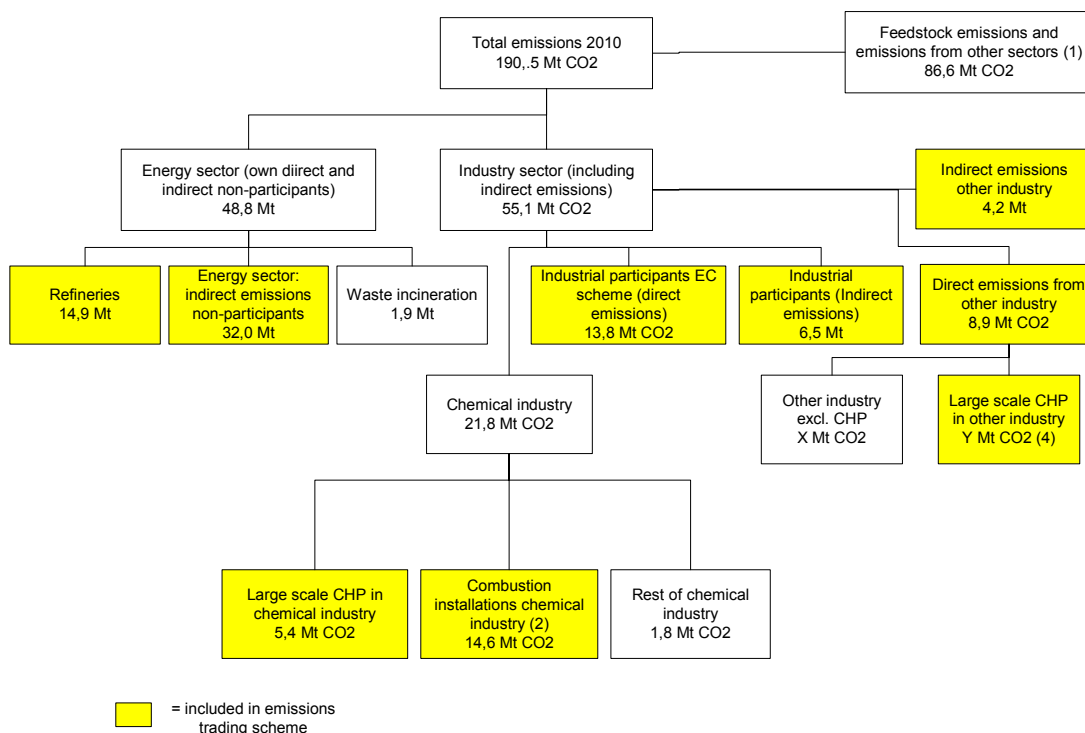 Total emissions 2010
190,.5 Mt CO2
Feedstock emissions and
emissions from other sectors (1)
86,6 Mt CO2
Energy sector (own diirect and
indirect non-participants)
48,8 Mt
Industry sector (including
indirect emissions)
55,1 Mt CO2
Indirect emissions
other industry
4,2 Mt
Refineries
14,9 Mt
Energy sector:
indirect emissions
non-participants
32,0 Mt
Waste incineration
1,9 Mt
Industrial participants EC
scheme (direct
emissions)
13,8 Mt CO2
Industrial
participants (Indirect
emissions)
6,5 Mt
Direct emissions from
other industry
8,9 Mt CO2
Chemical industry
21,8 Mt CO2
Other industry
excl. CHP
X Mt CO2
Large scale CHP
in other industry
Y Mt CO2 (4)
Large scale CHP in
chemical industry
5,4 Mt CO2
Combustion
installations chemical
industry (2)
14,6 Mt CO2
Rest of chemical
industry
1,8 Mt CO2
= included in emissions
trading scheme